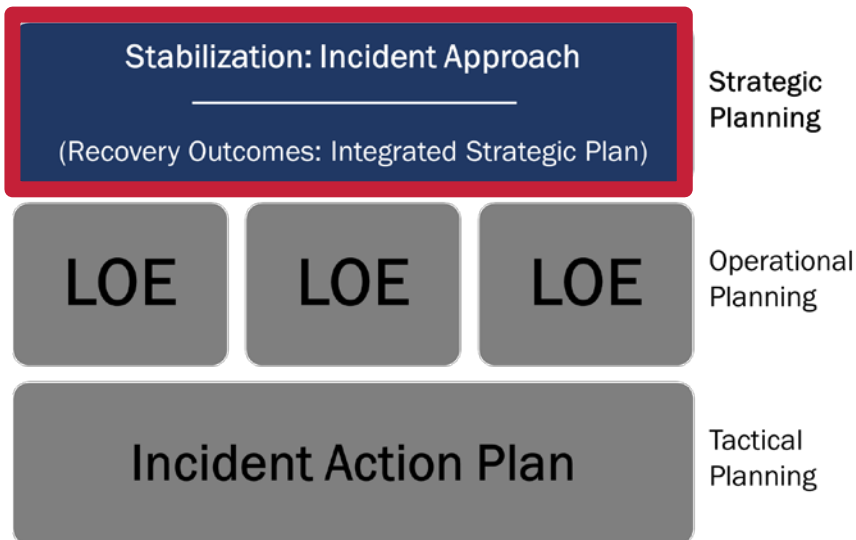 Stabilization: Incident Approach
(Recovery Outcomes: Integrated Strategic Plan)
Strategic
Planning
LOE
LOE
LOE
Operational
Planning
Incident Action Plan
Tactical
Planning